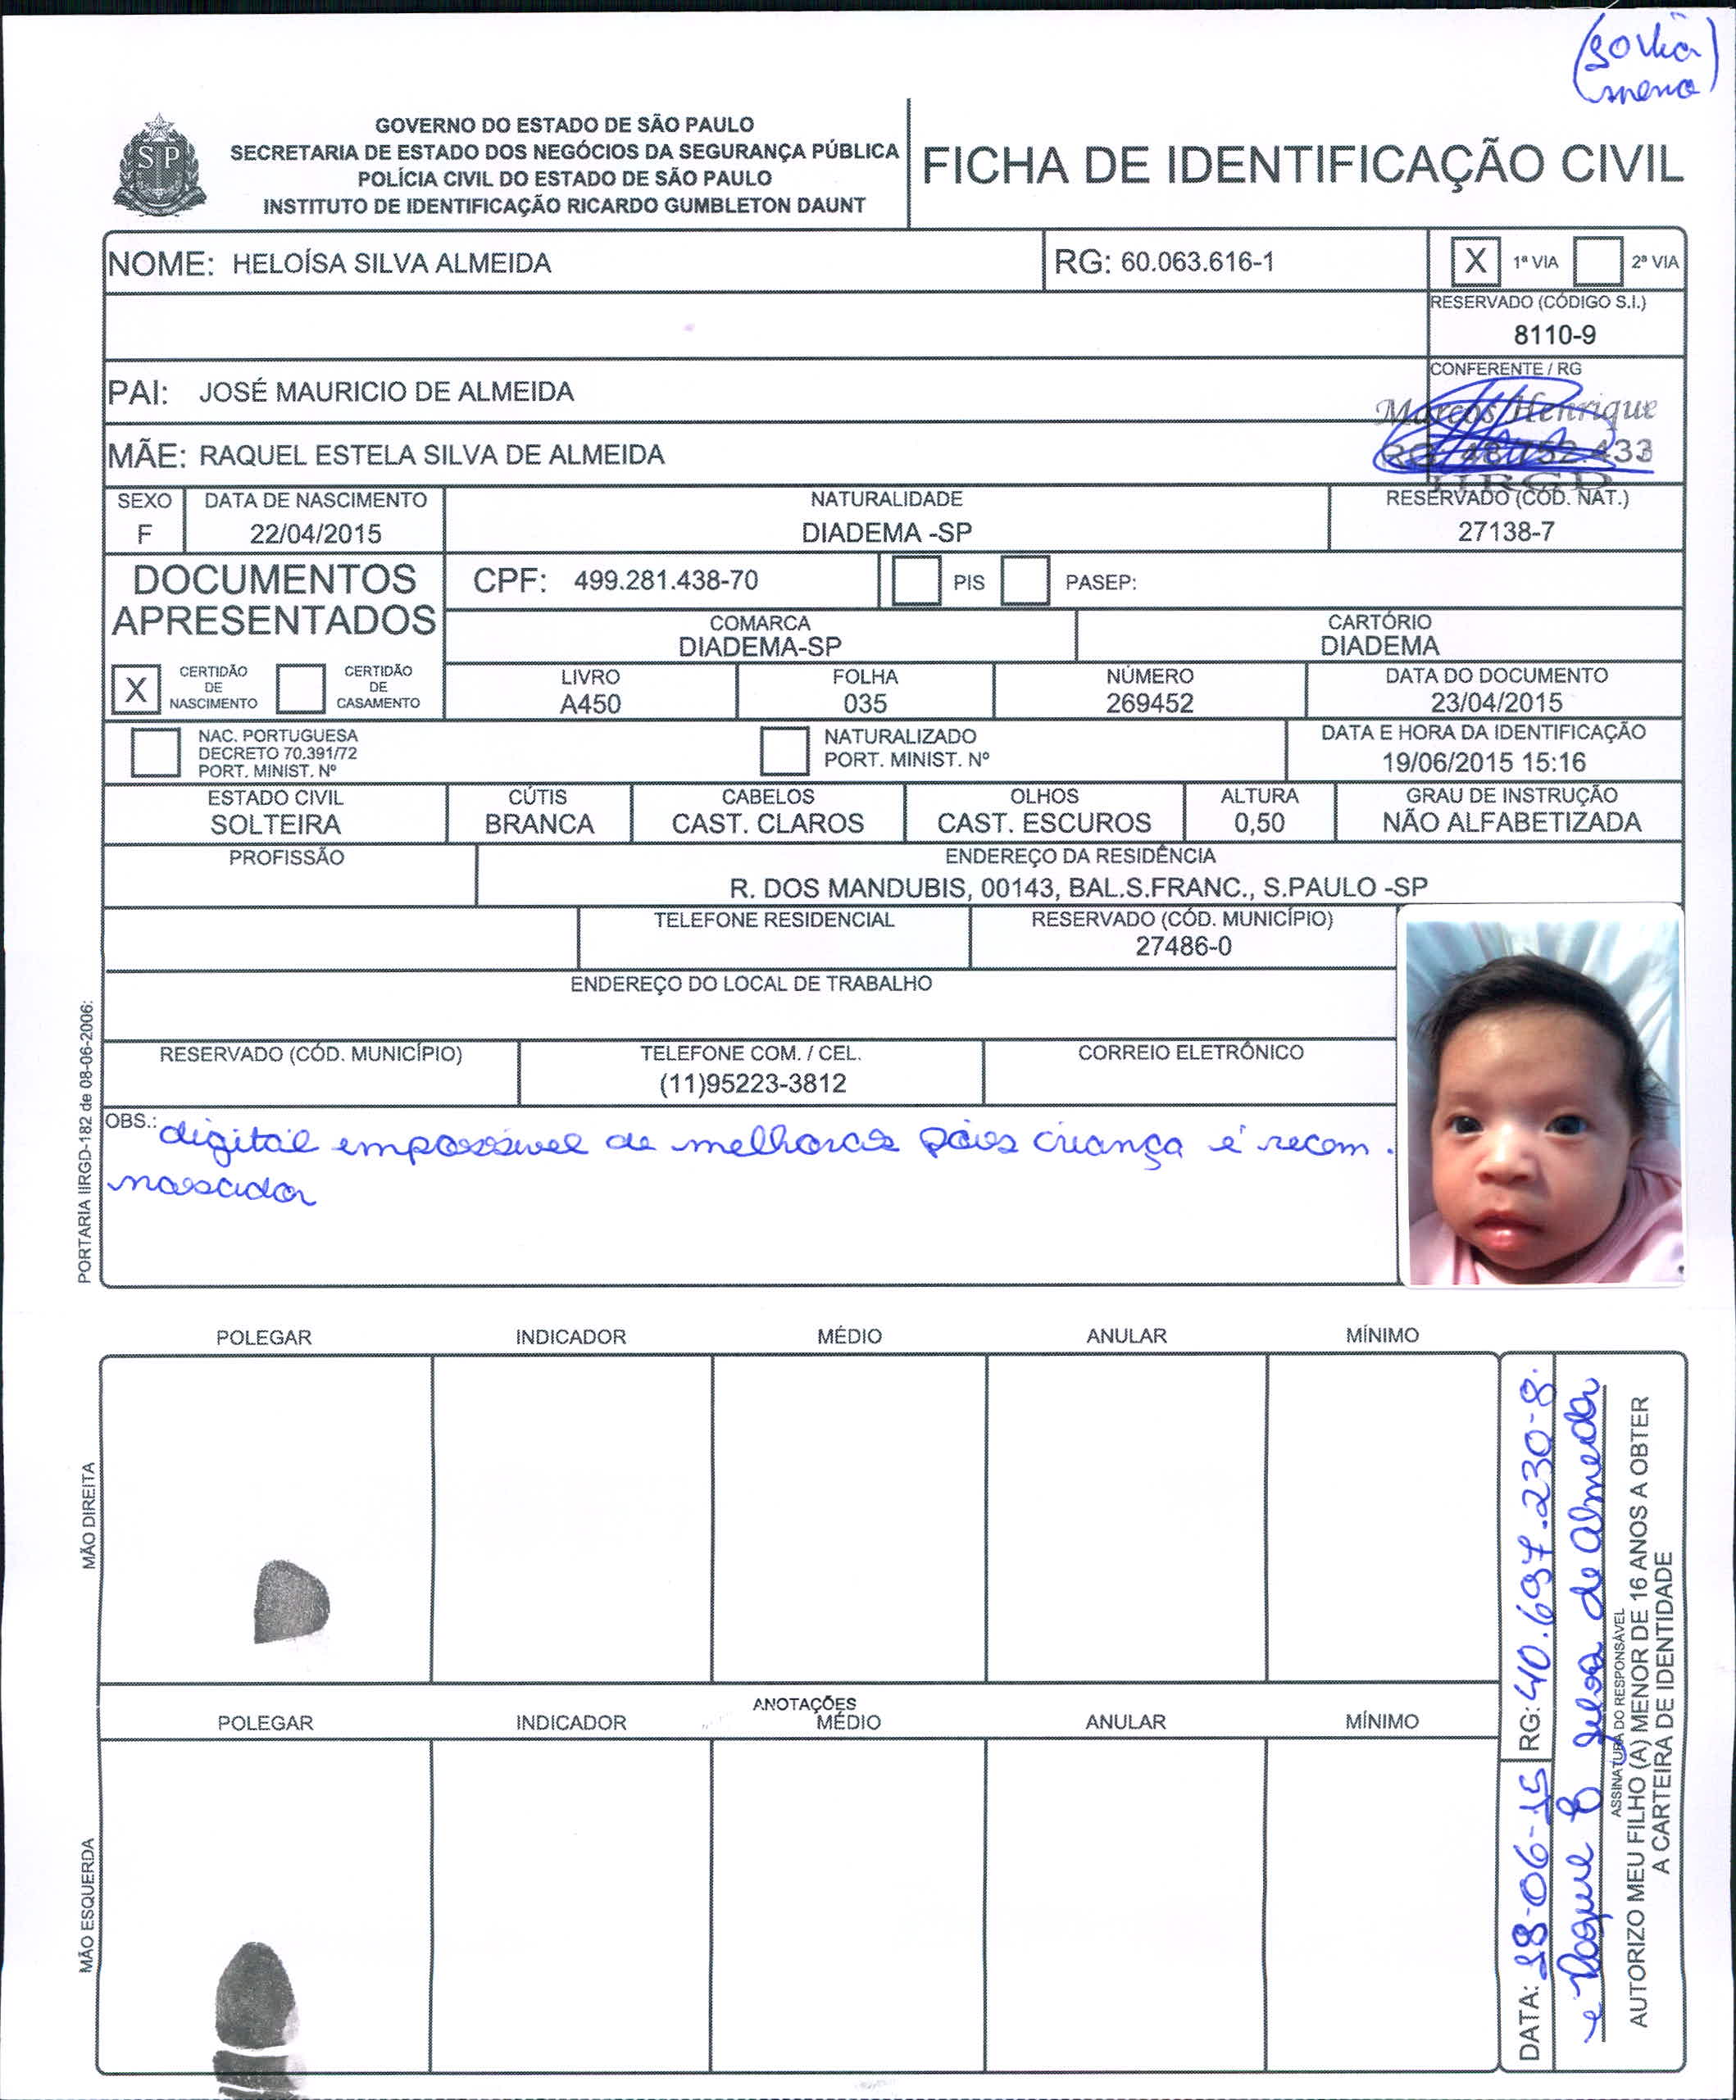 GOVERNO DO ESTADO DE SÃO PAULO
SECRETARIA DE ESTADO DOS NEGÓCIOS DA SEGURANÇA PÚBLICA
POLÍCIA CIVIL DO ESTADO DE SÃO PAULO
INSTITUTO DE IDENTIFICAÇÃO RICARDO GUMBLETON DAUNT
SP
FICHA DE IDENTIFICAÇÃO CIVIL
NOME: HELOÍSA SILVA ALMEIDA
RG: 60.063.616-1
X 1ª VIA 2ª VIA
RESERVADO (CÓDIGO S.I.)
8110-9
PAI: JOSÉ MAURICIO DE ALMEIDA
CONFERENTE / RG
Marcos Henrique
MÃE: RAQUEL ESTELA SILVA DE ALMEIDA
IIRGD
SEXO
F
DATA DE NASCIMENTO
22/04/2015
NATURALIDADE
DIADEMA -SP
RESERVADO (CÓD. NAT.)
27138-7
DOCUMENTOS
APRESENTADOS
CPF: 499.281.438-70
PIS PASEP:
COMARCA
DIADEMA-SP
CARTÓRIO
DIADEMA
X CERTIDÃO
DE
NASCIMENTO
CERTIDÃO
DE
CASAMENTO
LIVRO
A450
FOLHA
035
NÚMERO
269452
DATA DO DOCUMENTO
23/04/2015
NAC. PORTUGUESA
DECRETO 70.391/72
PORT. MINIST. Nº
NATURALIZADO
PORT. MINIST. Nº
DATA E HORA DA IDENTIFICAÇÃO
19/06/2015 15:16
ESTADO CIVIL
SOLTEIRA
CÚTIS
BRANCA
CABELOS
CAST. CLAROS
OLHOS
CAST. ESCUROS
ALTURA
0,50
GRAU DE INSTRUÇÃO
NÃO ALFABETIZADA
PROFISSÃO
ENDEREÇO DA RESIDÊNCIA
R. DOS MANDUBIS, 00143, BAL.S.FRANC., S.PAULO -SP
TELEFONE RESIDENCIAL
RESERVADO (CÓD. MUNICÍPIO)
27486-0
ENDEREÇO DO LOCAL DE TRABALHO
RESERVADO (CÓD. MUNICÍPIO)
TELEFONE COM. / CEL.
(11)95223-3812
CORREIO ELETRÔNICO
OBS.: digital empossivel de melhoras pois criança é recem
nascida
PORTARIA IIRGD-182 de 08-06-2006:
POLEGAR INDICADOR MÉDIO ANULAR MÍNIMO
MÃO DIREITA
ANOTAÇÕES
POLEGAR INDICADOR MÉDIO ANULAR MÍNIMO
MÃO ESQUERDA
DATA: 18-06-15 RG: 40.697.230-8
Raquel E Silva de Almeida
ASSINATURA DO RESPONSÁVEL
AUTORIZO MEU FILHO (A) MENOR DE 16 ANOS A OBTER
A CARTEIRA DE IDENTIDADE